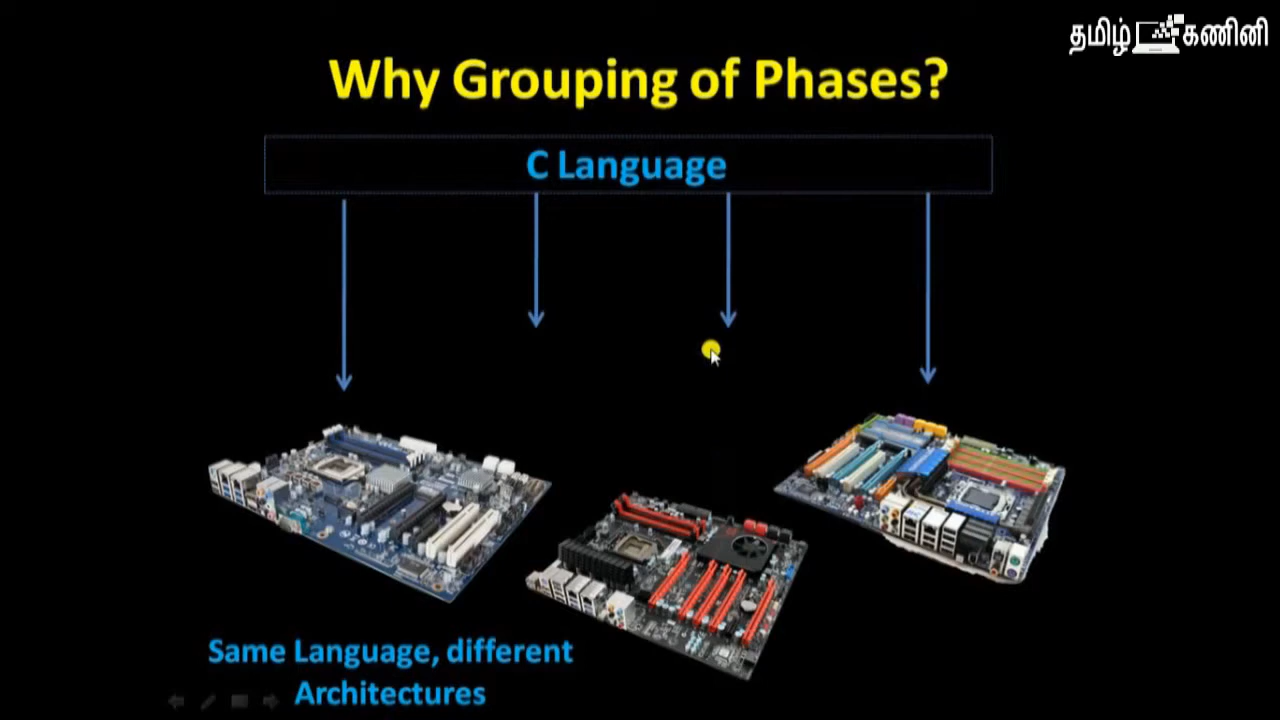 தமிழ் கணினி
Why Grouping of Phases?
C Language
Same Language, different
Architectures